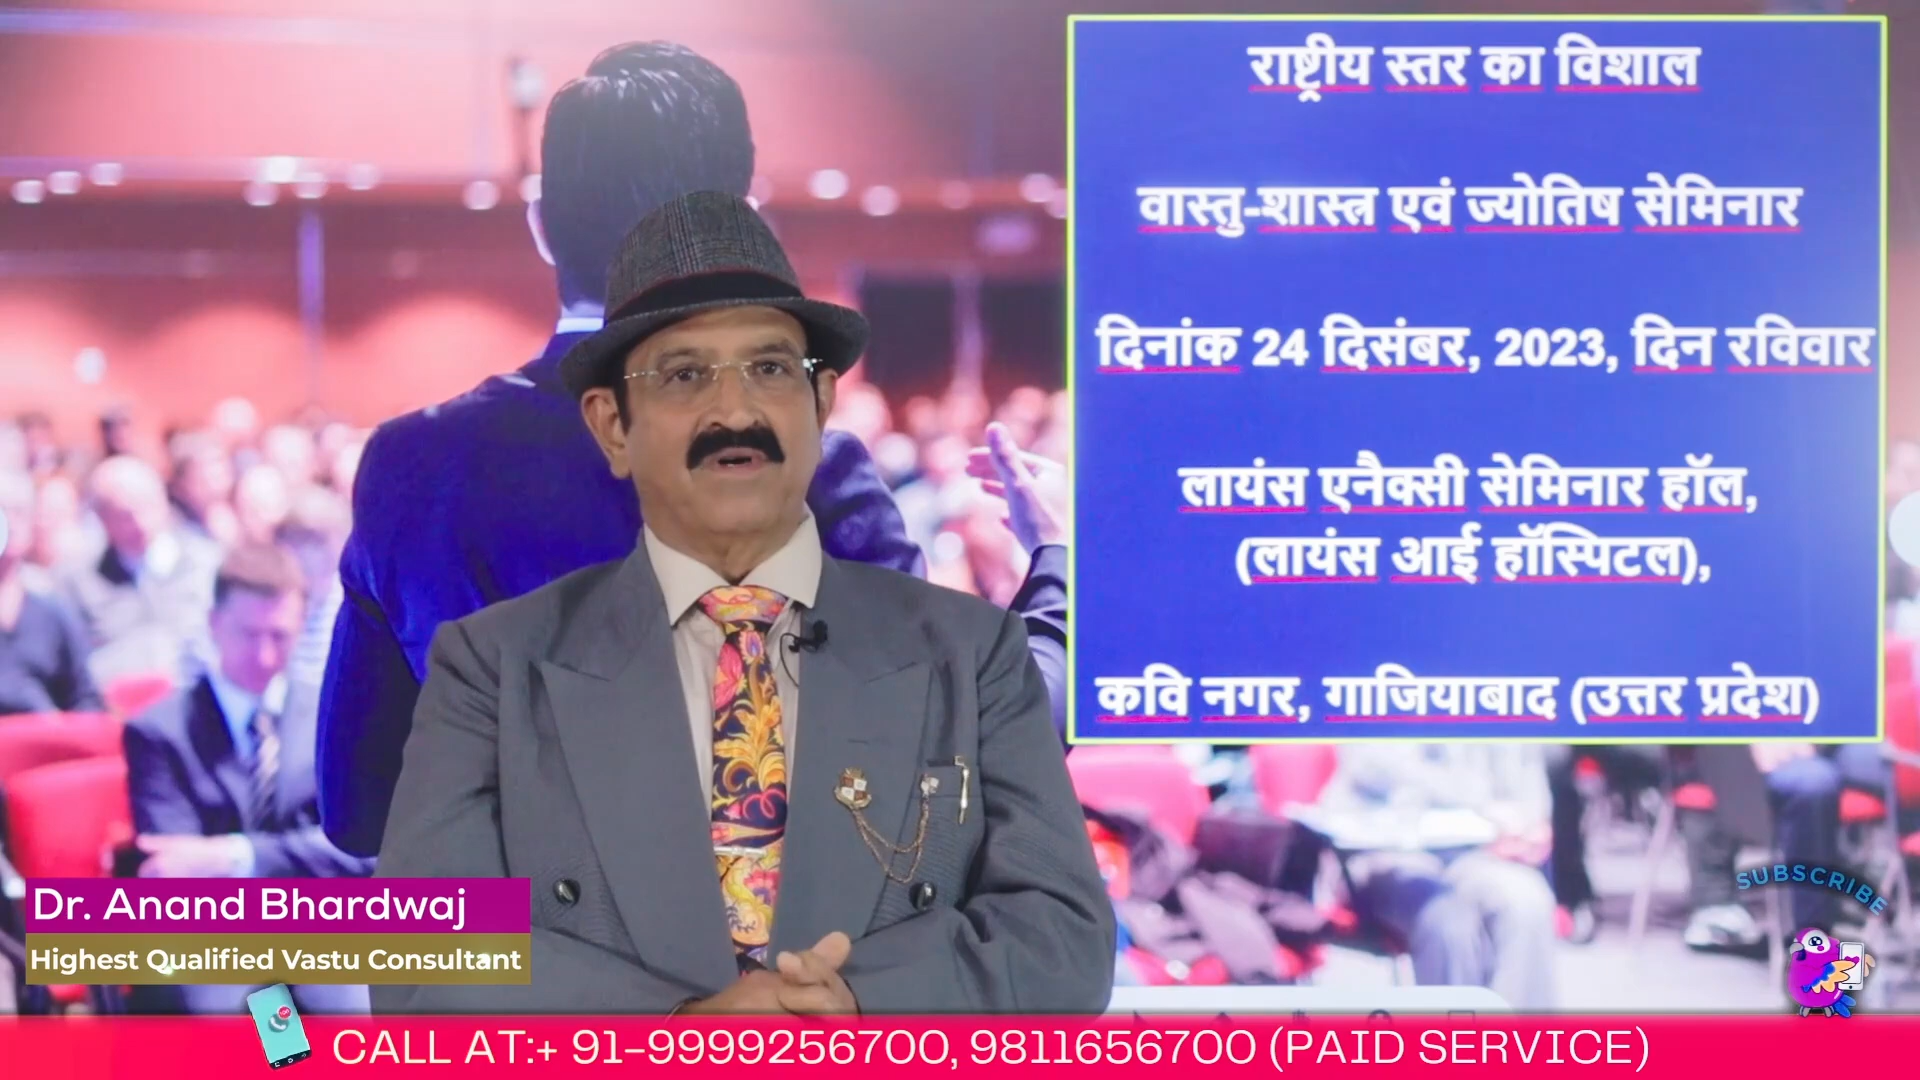 राष्ट्रीय स्तर का विशाल
वास्तु-शास्त्र एवं ज्योतिष सेमिनार
दिनांक 24 दिसंबर, 2023, दिन रविवार
लायंस एनैक्सी सेमिनार हॉल,
(लायंस आई हॉस्पिटल),
कवि नगर, गाजियाबाद (उत्तर प्रदेश)
SUBSCRIBE
Dr. Anand Bhardwaj
Highest Qualified Vastu Consultant
CALL AT:+ 91-9999256700, 9811656700 (PAID SERVICE)